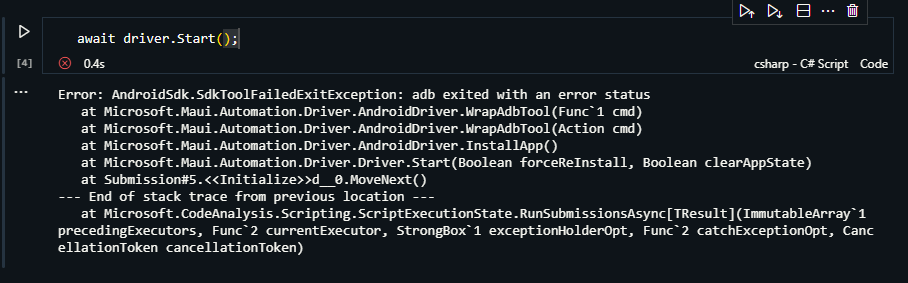 await driver.Start();
[4]
0.4s
csharp - C# Script
Code
Error: AndroidSdk.SdkToolFailedExitException: adb exited with an error status
   at Microsoft.Maui.Automation.Driver.AndroidDriver.WrapAdbTool(Func`1 cmd)
   at Microsoft.Maui.Automation.Driver.AndroidDriver.WrapAdbTool(Action cmd)
   at Microsoft.Maui.Automation.Driver.AndroidDriver.InstallApp()
   at Microsoft.Maui.Automation.Driver.Driver.Start(Boolean forceReInstall, Boolean clearAppState)
   at Submission#5.<<Initialize>>d__0.MoveNext()
--- End of stack trace from previous location ---
   at Microsoft.CodeAnalysis.Scripting.ScriptExecutionState.RunSubmissionsAsync[TResult](ImmutableArray`1
precedingExecutors, Func`2 currentExecutor, StrongBox`1 exceptionHolderOpt, Func`2 catchExceptionOpt, Canc
ellationToken cancellationToken)